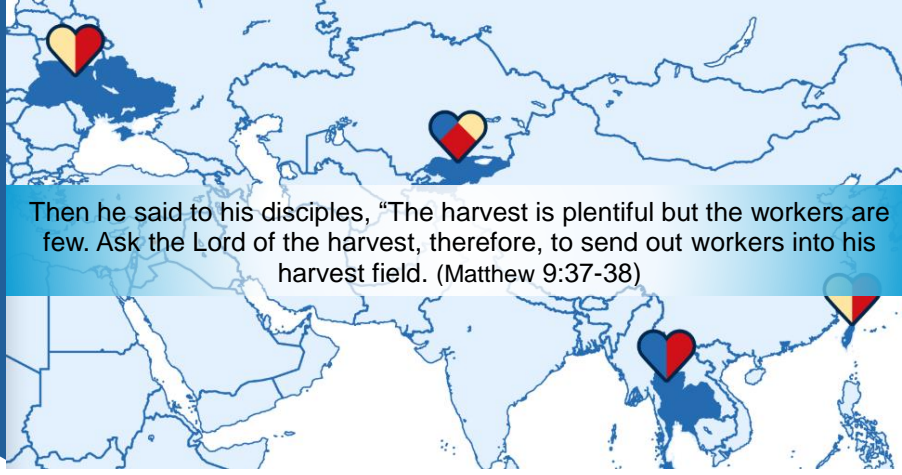 Then he said to his disciples, “The harvest is plentiful but the workers are
few. Ask the Lord of the harvest, therefore, to send out workers into his
harvest field. (Matthew 9:37-38)